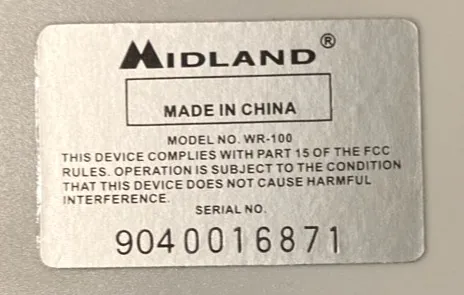 MIDLAND®
MADE IN CHINA
MODEL NO. WR-100
THIS DEVICE COMPLIES WITH PART 15 OF THE FCC
RULES. OPERATION IS SUBJECT TO THE CONDITION
THAT THIS DEVICE DOES NOT CAUSE HARMFUL
INTERFERENCE.
SERIAL NO.
9040016871